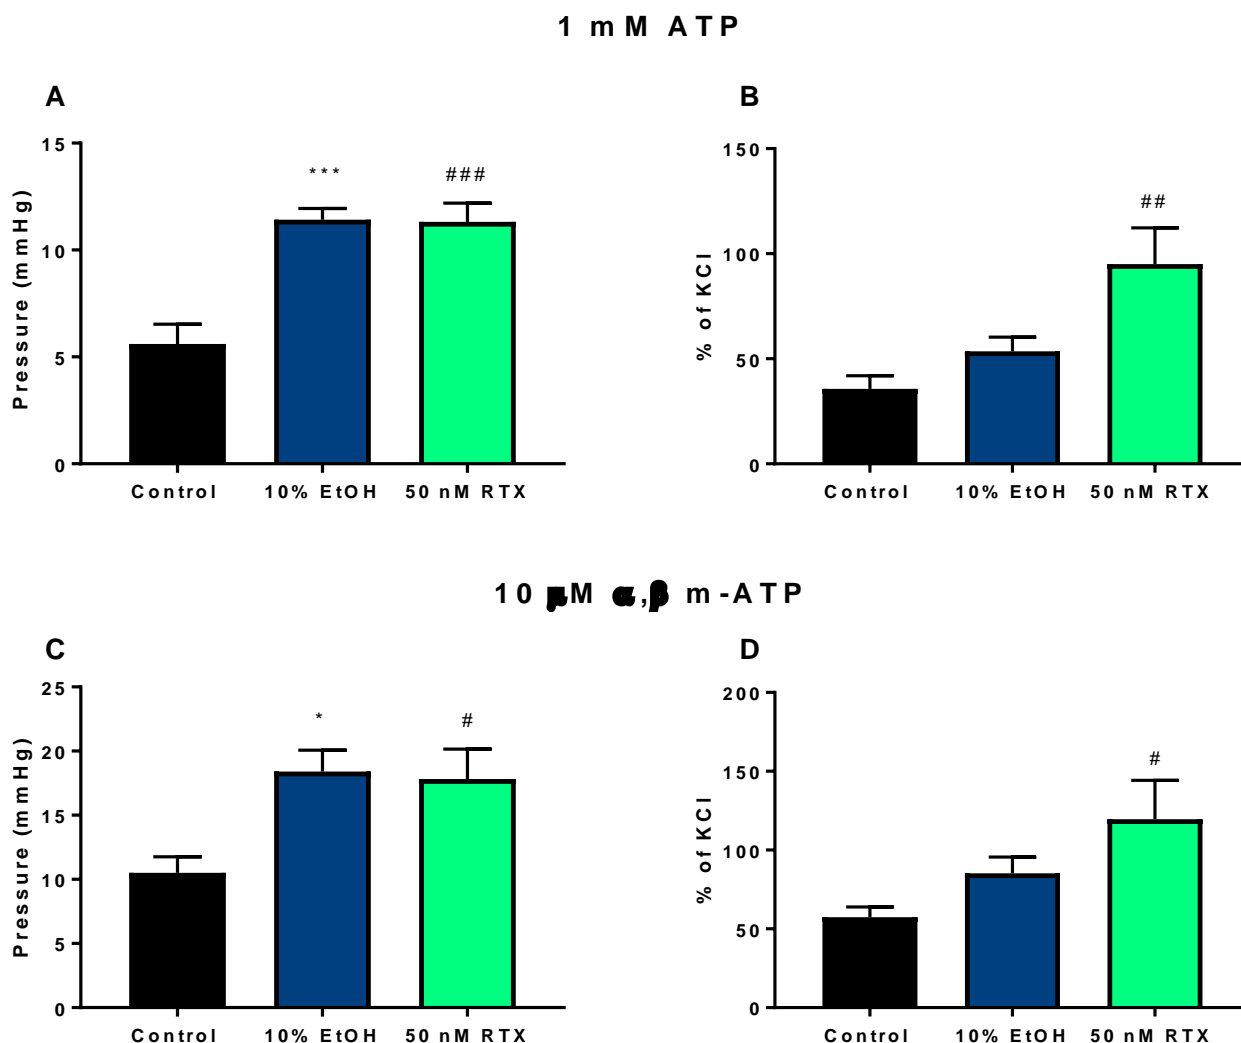 1 mM ATP
A
Pressure (mmHg)
15
10
5
0
***
###
Control 10% EtOH 50 nM RTX
B
% of KCl
150
100
50
0
##
Control 10% EtOH 50 nM RTX
10 μM α,β m-ATP
C
Pressure (mmHg)
25
20
15
10
5
0
*
#
Control 10% EtOH 50 nM RTX
D
% of KCl
200
150
100
50
0
#
Control 10% EtOH 50 nM RTX